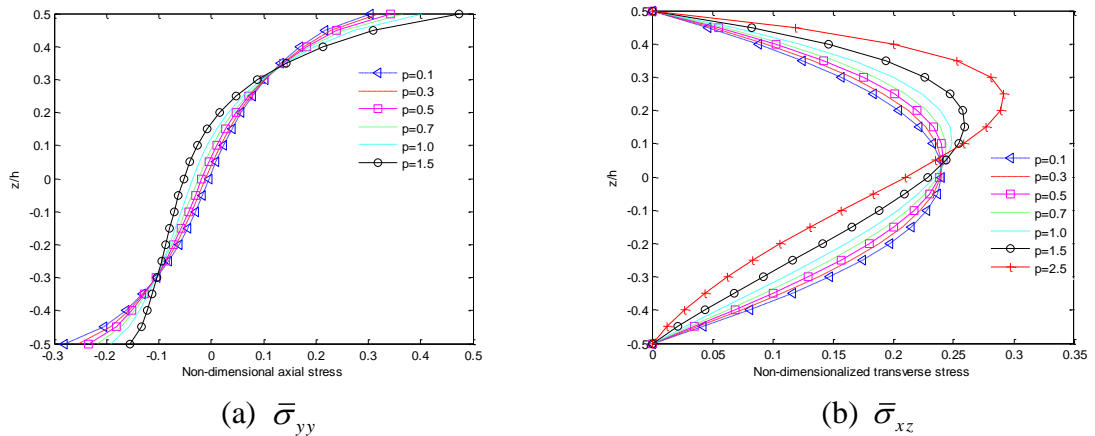 0.5
0.4
0.3
0.2
0.1
0
-0.1
-0.2
-0.3
-0.4
-0.5
z/h
-0.3 -0.2 -0.1 0 0.1 0.2 0.3 0.4 0.5
Non-dimensional axial stress
p=0.1
p=0.3
p=0.5
p=0.7
p=1.0
p=1.5
(a) σ̅yy
0.5
0.4
0.3
0.2
0.1
0
-0.1
-0.2
-0.3
-0.4
-0.5
z/h
0 0.05 0.1 0.15 0.2 0.25 0.3 0.35
Non-dimensionalized transverse stress
p=0.1
p=0.3
p=0.5
p=0.7
p=1.0
p=1.5
p=2.5
(b) σ̅xz